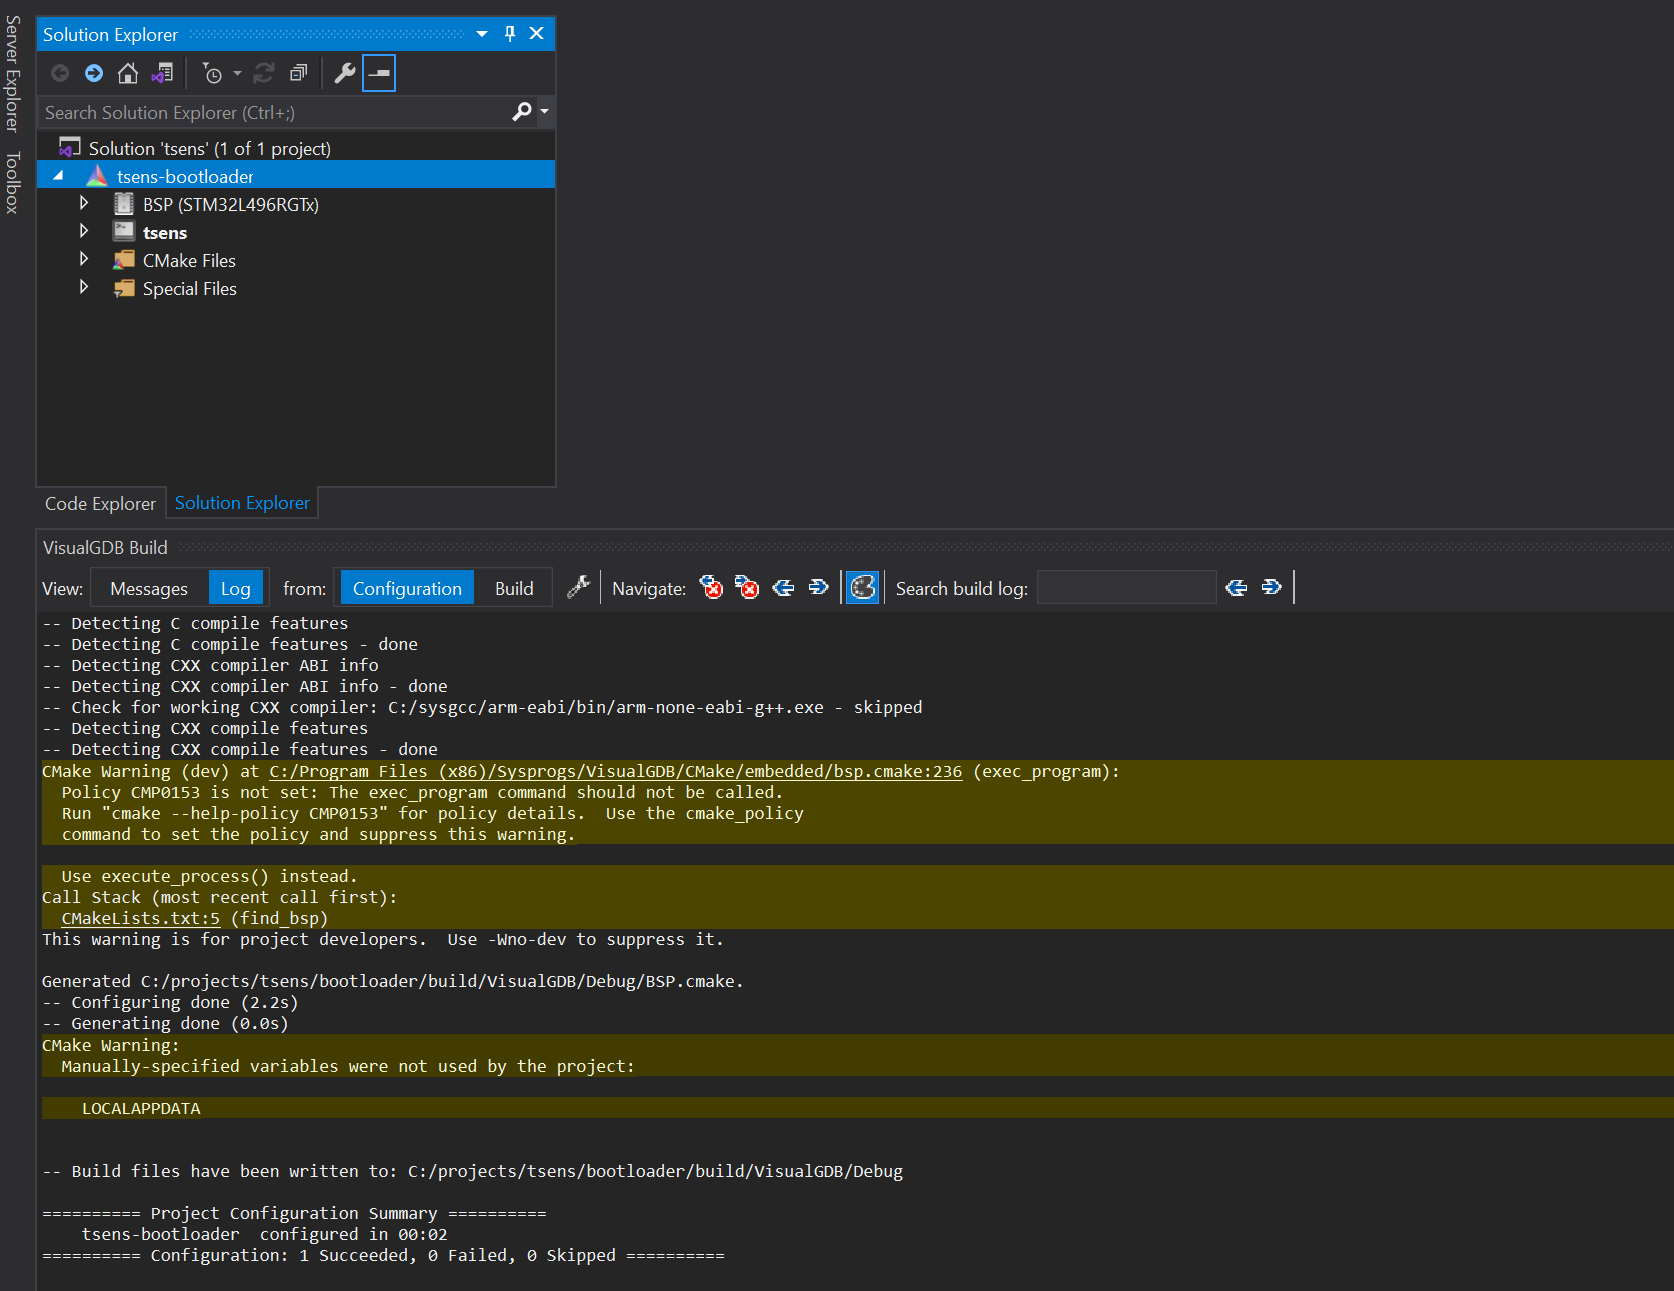 Server Explorer
Toolbox
Solution Explorer
Search Solution Explorer (Ctrl+;)
Solution 'tsens' (1 of 1 project)
tsens-bootloader
BSP (STM32L496RGTx)
tsens
CMake Files
Special Files
Code Explorer
Solution Explorer
VisualGDB Build
View: Messages Log from: Configuration Build Navigate: Search build log:
-- Detecting C compile features
-- Detecting C compile features - done
-- Detecting CXX compiler ABI info
-- Detecting CXX compiler ABI info - done
-- Check for working CXX compiler: C:/sysgcc/arm-eabi/bin/arm-none-eabi-g++.exe - skipped
-- Detecting CXX compile features
-- Detecting CXX compile features - done
CMake Warning (dev) at C:/Program Files (x86)/Sysprogs/VisualGDB/CMake/embedded/bsp.cmake:236 (exec_program):
Policy CMP0153 is not set: The exec_program command should not be called.
Run "cmake --help-policy CMP0153" for policy details.  Use the cmake_policy
command to set the policy and suppress this warning.
Use execute_process() instead.
Call Stack (most recent call first):
CMakeLists.txt:5 (find_bsp)
This warning is for project developers.  Use -Wno-dev to suppress it.
Generated C:/projects/tsens/bootloader/build/VisualGDB/Debug/BSP.cmake.
-- Configuring done (2.2s)
-- Generating done (0.0s)
CMake Warning:
Manually-specified variables were not used by the project:
LOCALAPPDATA
-- Build files have been written to: C:/projects/tsens/bootloader/build/VisualGDB/Debug
========== Project Configuration Summary ==========
tsens-bootloader  configured in 00:02
========== Configuration: 1 Succeeded, 0 Failed, 0 Skipped ==========